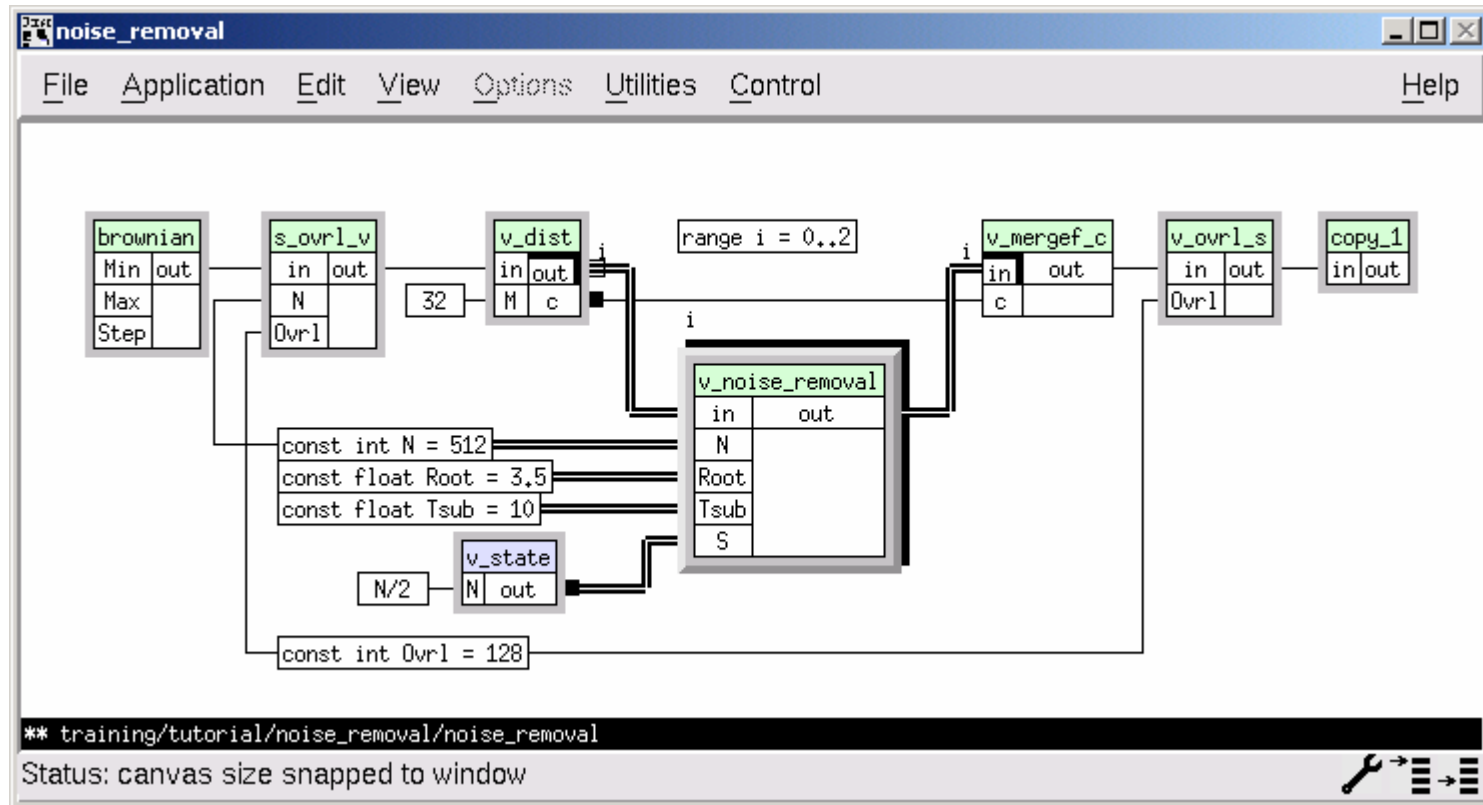 noise_removal
File Application Edit View Options Utilities Control Help
range i = 0..2
brownian
Min out
Max
Step
s_ovrl_v
in out
N
Ovrl
v_dist
in out
M c
i
32
i
v_mergef_c
in out
c
v_ovrl_s
in out
Ovrl
copy_1
in out
i
v_noise_removal
in out
N
Root
Tsub
S
const int N = 512
const float Root = 3.5
const float Tsub = 10
v_state
N out
N/2
const int Ovrl = 128
** training/tutorial/noise_removal/noise_removal
Status: canvas size snapped to window